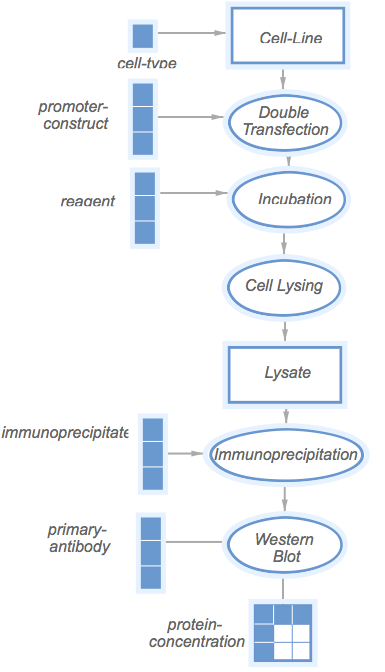 Cell-Line
cell-type
promoter-
construct
Double
Transfection
reagent
Incubation
Cell Lysing
Lysate
immunoprecipitate
Immunoprecipitation
primary-
antibody
Western
Blot
protein-
concentration